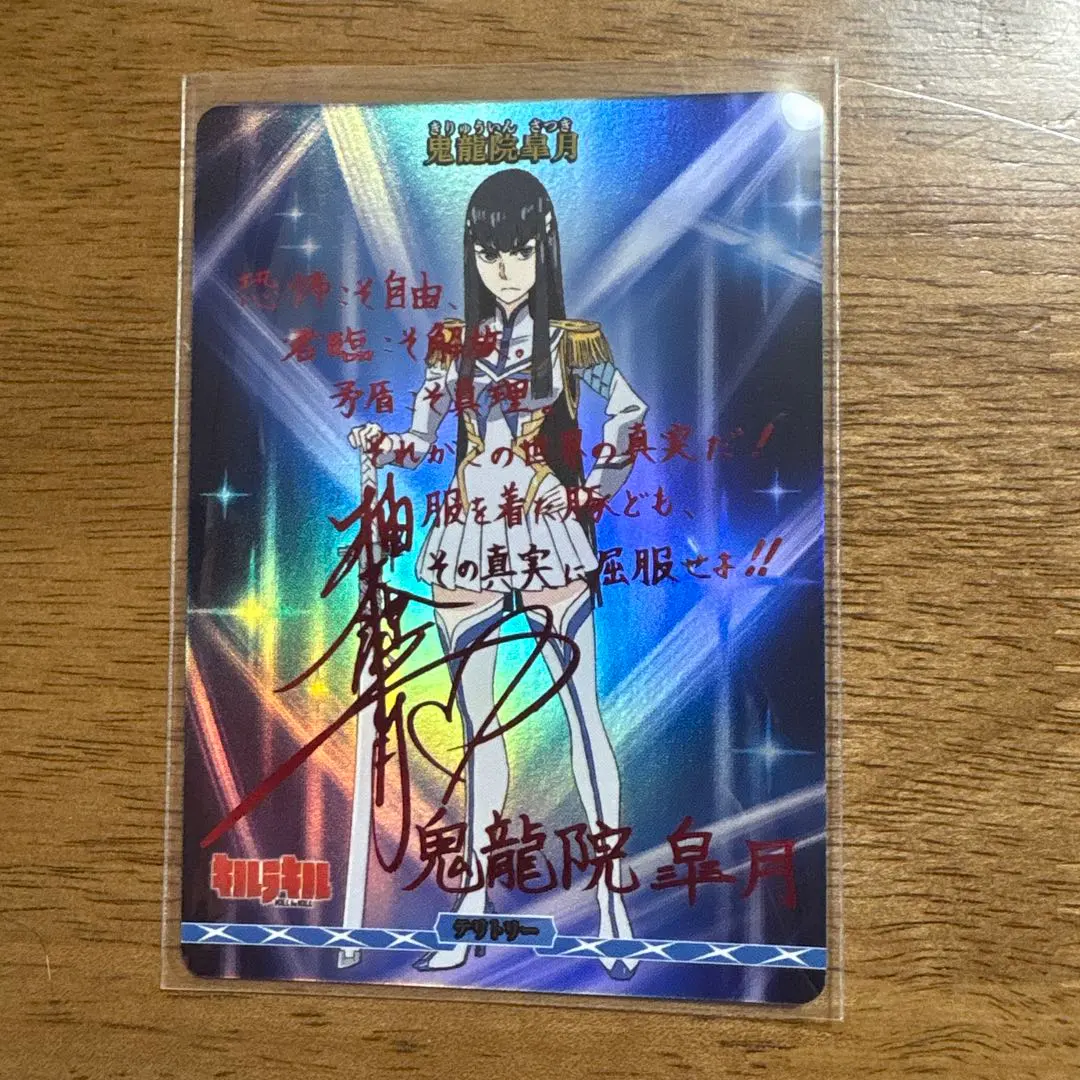 きりゅういん さつき
鬼龍院皐月
恐怖こそ自由、
君臨こそ解放。
矛盾こそ真理。
それがこの世界の真実だ！
服を着た豚ども、
その真実に屈服せよ!!
鬼龍院 皐月
キルラキル
KILL la KILL
テリトリー